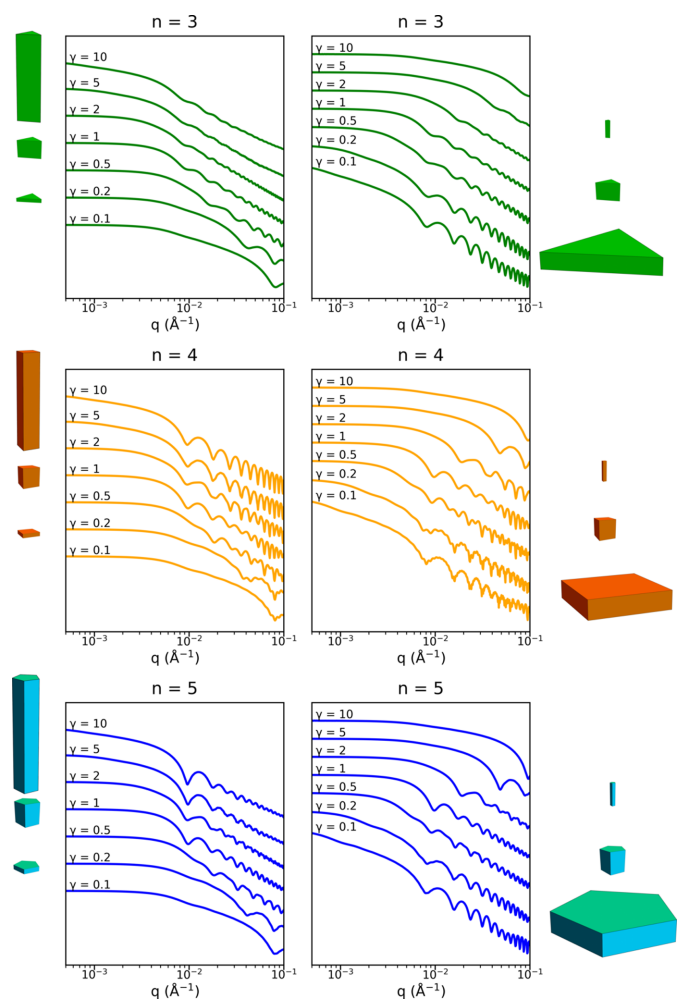 n = 3
n = 3
γ = 10
γ = 5
γ = 2
γ = 1
γ = 0.5
γ = 0.2
γ = 0.1
γ = 10
γ = 5
γ = 2
γ = 1
γ = 0.5
γ = 0.2
γ = 0.1
10⁻³ 10⁻² 10⁻¹
10⁻³ 10⁻² 10⁻¹
q (Å⁻¹)
q (Å⁻¹)
n = 4
n = 4
γ = 10
γ = 5
γ = 2
γ = 1
γ = 0.5
γ = 0.2
γ = 0.1
γ = 10
γ = 5
γ = 2
γ = 1
γ = 0.5
γ = 0.2
γ = 0.1
10⁻³ 10⁻² 10⁻¹
10⁻³ 10⁻² 10⁻¹
q (Å⁻¹)
q (Å⁻¹)
n = 5
n = 5
γ = 10
γ = 5
γ = 2
γ = 1
γ = 0.5
γ = 0.2
γ = 0.1
γ = 10
γ = 5
γ = 2
γ = 1
γ = 0.5
γ = 0.2
γ = 0.1
10⁻³ 10⁻² 10⁻¹
10⁻³ 10⁻² 10⁻¹
q (Å⁻¹)
q (Å⁻¹)